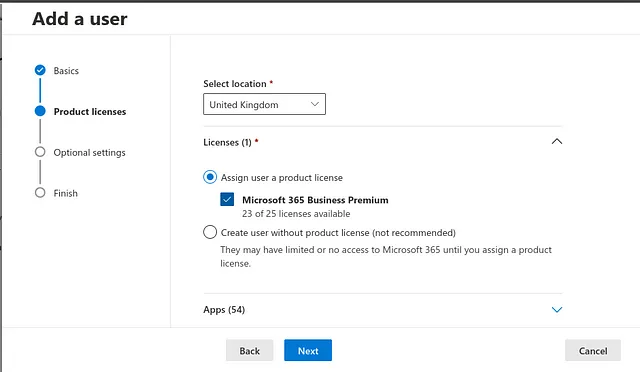 Add a user
Basics
Product licenses
Optional settings
Finish
Select location *
United Kingdom
Licenses (1) *
Assign user a product license
Microsoft 365 Business Premium
23 of 25 licenses available
Create user without product license (not recommended)
They may have limited or no access to Microsoft 365 until you assign a product
license.
Apps (54)
Back
Next
Cancel